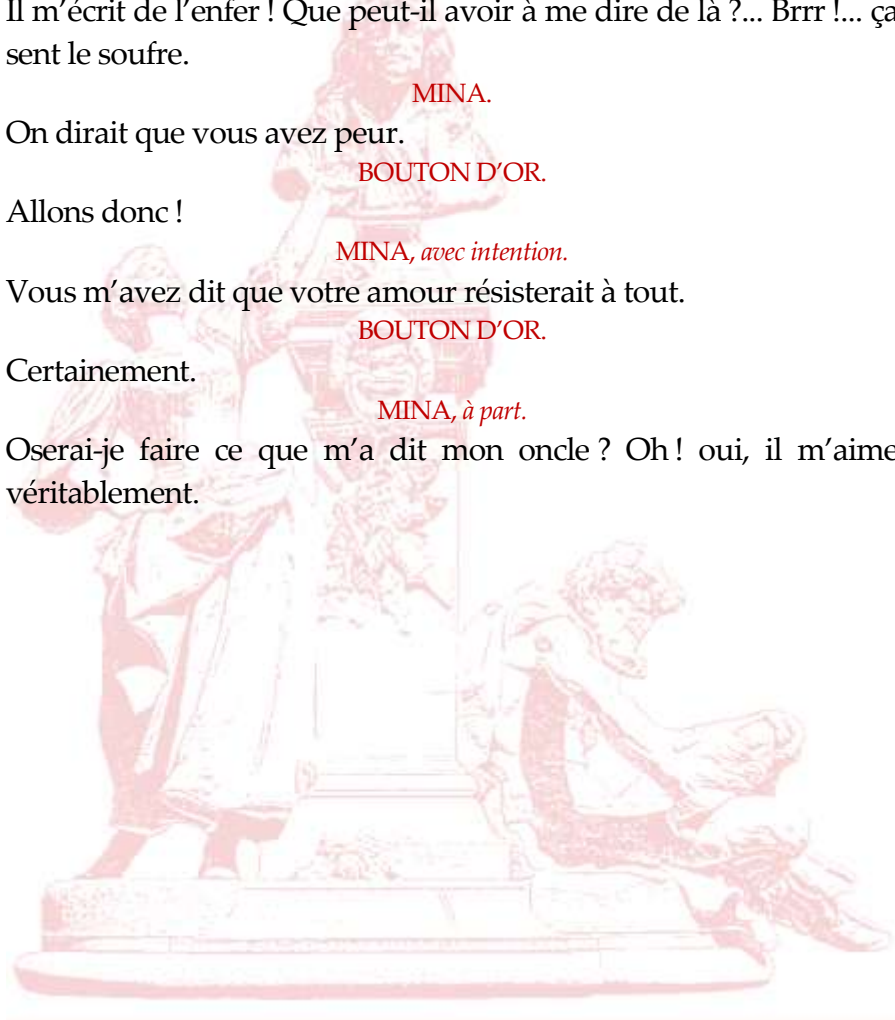 Il m’écrit de l’enfer ! Que peut-il avoir à me dire de là ?... Brrr !... ça
sent le soufre.
MINA.
On dirait que vous avez peur.
BOUTON D’OR.
Allons donc !
MINA, avec intention.
Vous m’avez dit que votre amour résisterait à tout.
BOUTON D’OR.
Certainement.
MINA, à part.
Oserai-je faire ce que m’a dit mon oncle ? Oh ! oui, il m’aime
véritablement.